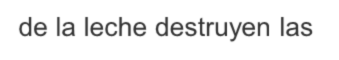 de la leche destruyen las